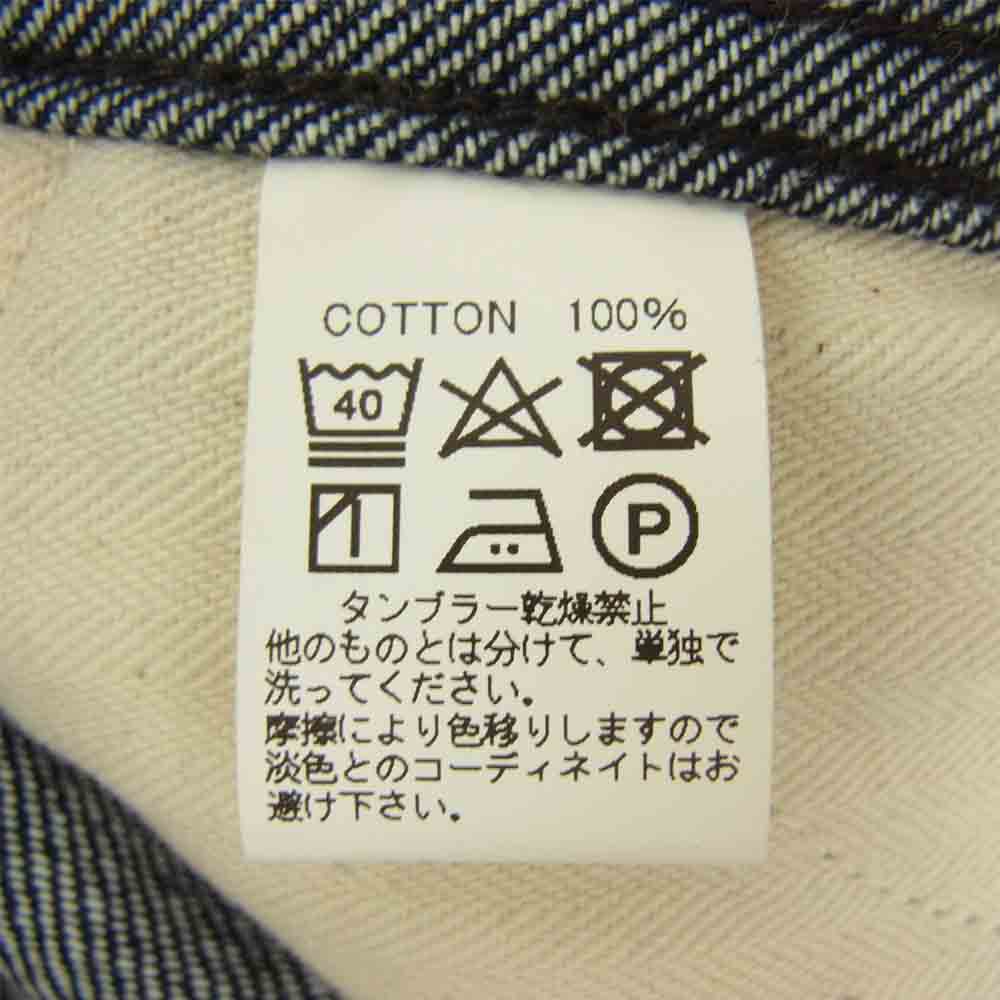 COTTON 100%
40
P
タンブラー乾燥禁止
他のものとは分けて、単独で
洗ってください。
摩擦により色移りしますので
淡色とのコーディネイトはお
避け下さい。